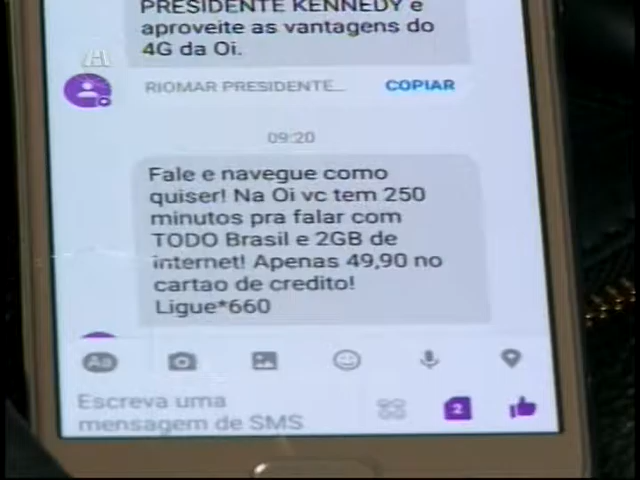 PRESIDENTE KENNEDY e
aproveite as vantagens do
4G da Oi.
RIOMAR PRESIDENTE...
COPIAR
09:20
Fale e navegue como
quiser! Na Oi vc tem 250
minutos pra falar com
TODO Brasil e 2GB de
internet! Apenas 49,90 no
cartao de credito!
Ligue*660
Aa
Escreva uma
mensagem de SMS
2